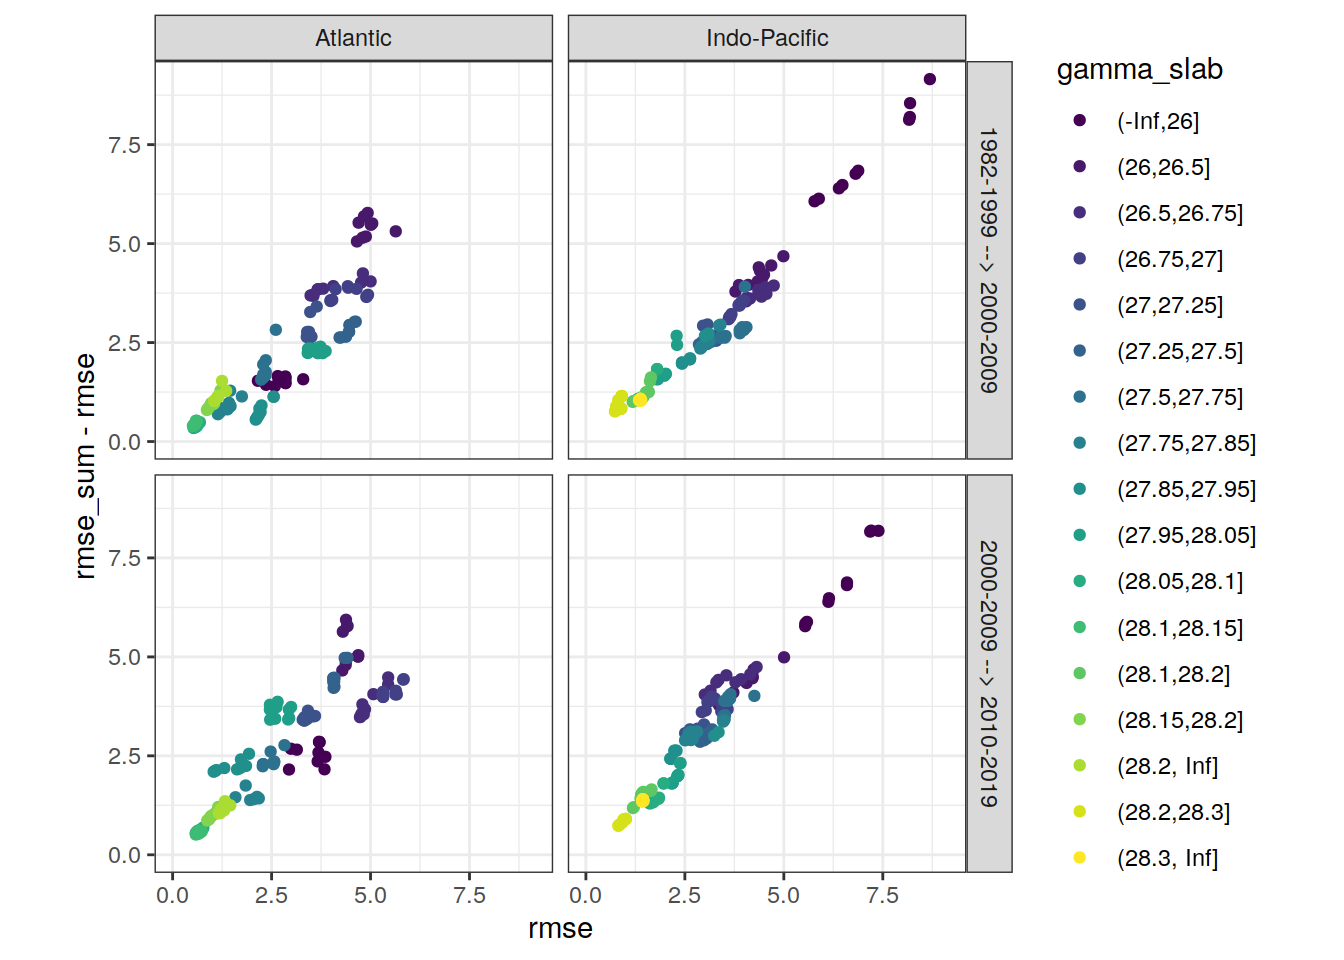 Atlantic
Indo-Pacific
1982-1999 --> 2000-2009
2000-2009 --> 2010-2019
rmse_sum - rmse
7.5
5.0
2.5
0.0
7.5
5.0
2.5
0.0
0.0 2.5 5.0 7.5
0.0 2.5 5.0 7.5
rmse
gamma_slab
(-Inf,26]
(26,26.5]
(26.5,26.75]
(26.75,27]
(27,27.25]
(27.25,27.5]
(27.5,27.75]
(27.75,27.85]
(27.85,27.95]
(27.95,28.05]
(28.05,28.1]
(28.1,28.15]
(28.1,28.2]
(28.15,28.2]
(28.2, Inf]
(28.2,28.3]
(28.3, Inf]